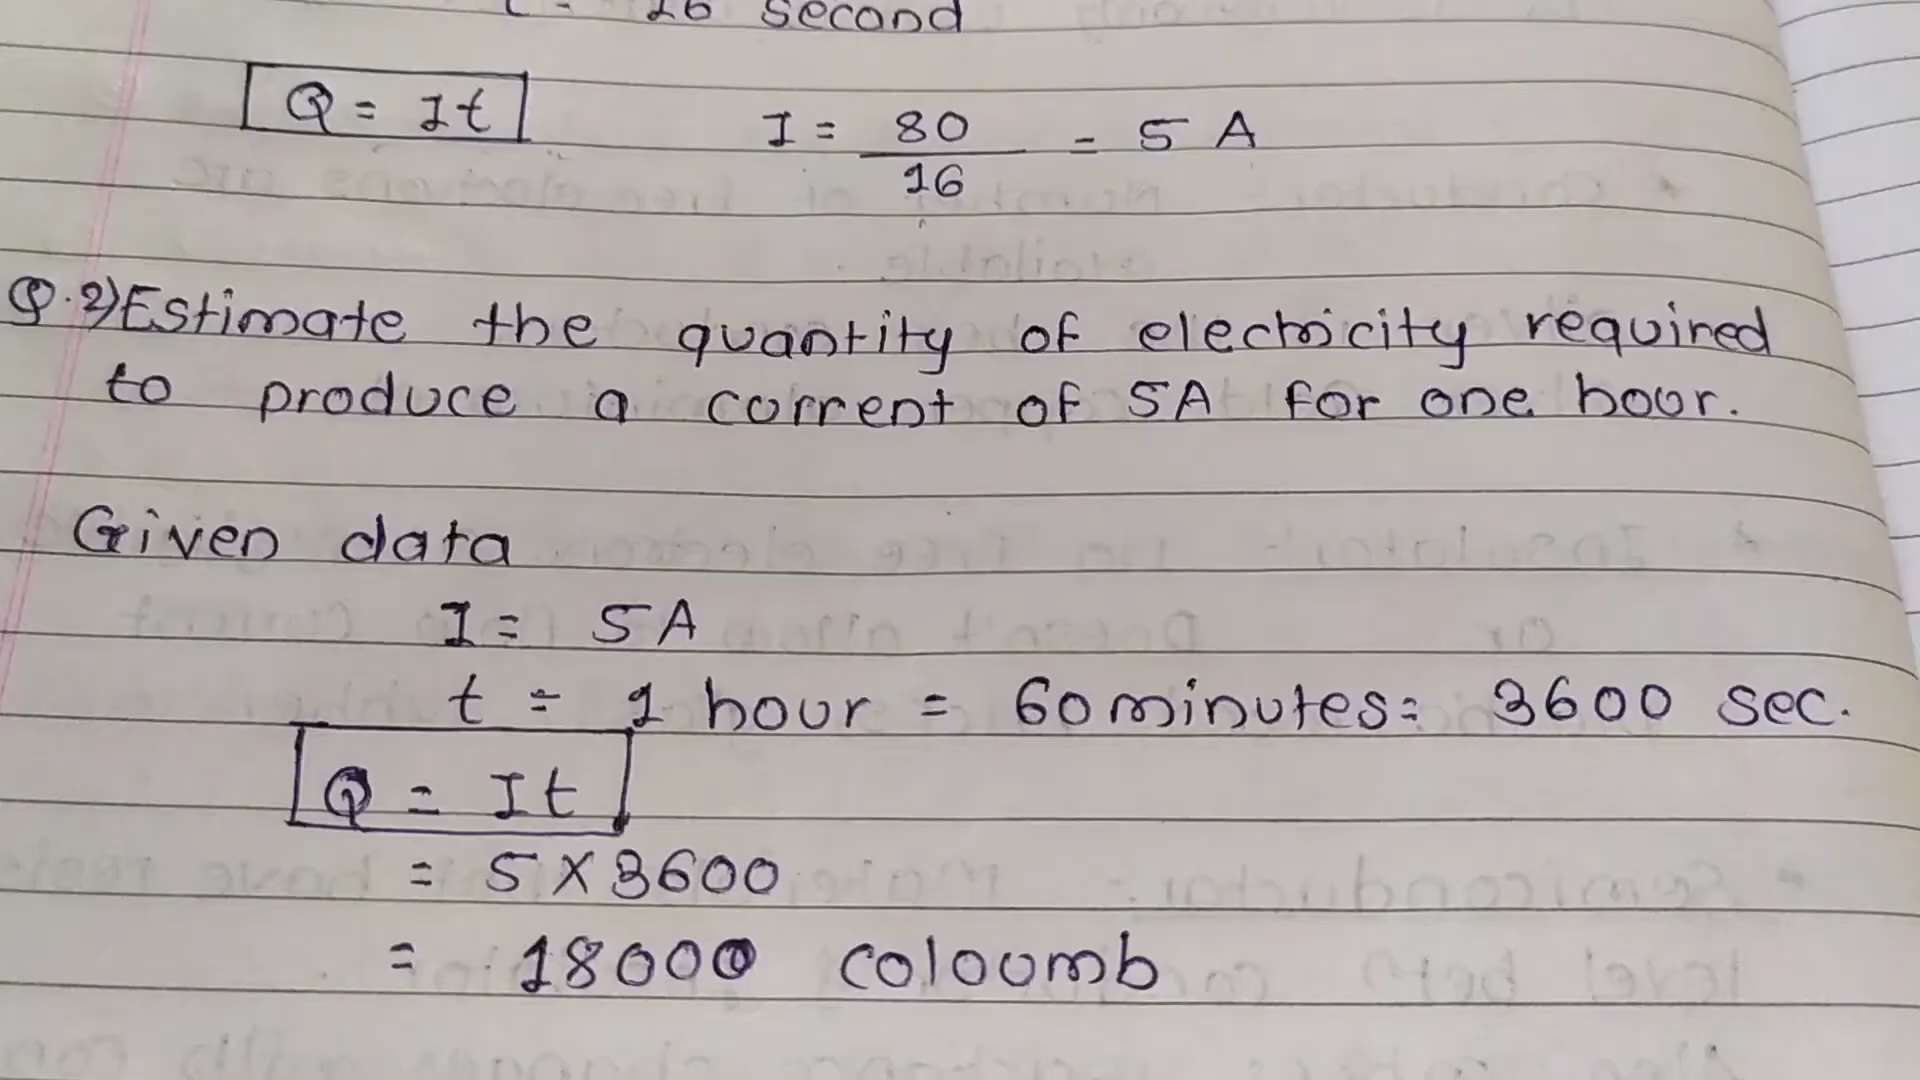 t = 16 second
Q = It
I = 80 / 16 = 5 A
Q.2) Estimate the quantity of electricity required
to produce a current of 5A for one hour.
Given data
I = 5A
t = 1 hour = 60 minutes = 3600 sec.
Q = It
= 5 X 3600
= 18000 coloumb